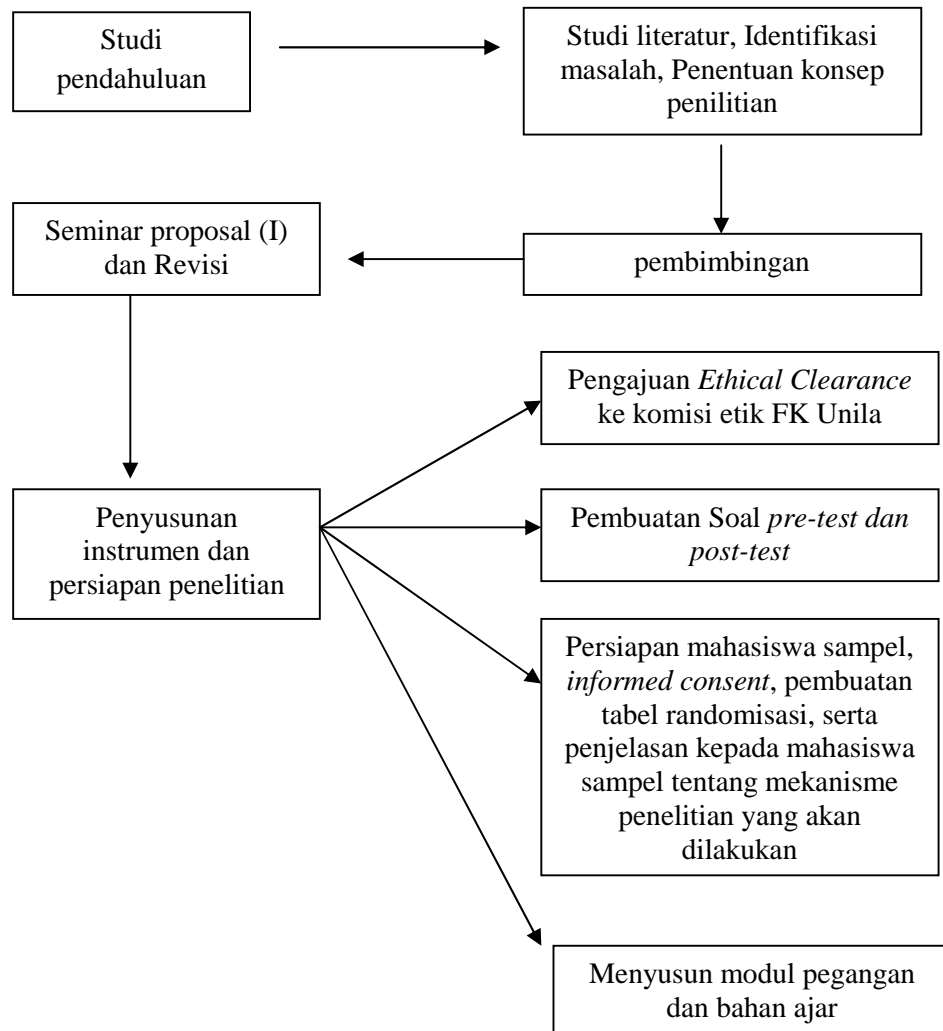 Studi
pendahuluan
Studi literatur, Identifikasi
masalah, Penentuan konsep
penilitian
Seminar proposal (I)
dan Revisi
pembimbingan
Pengajuan Ethical Clearance
ke komisi etik FK Unila
Penyusunan
instrumen dan
persiapan penelitian
Pembuatan Soal pre-test dan
post-test
Persiapan mahasiswa sampel,
informed consent, pembuatan
tabel randomisasi, serta
penjelasan kepada mahasiswa
sampel tentang mekanisme
penelitian yang akan
dilakukan
Menyusun modul pegangan
dan bahan ajar